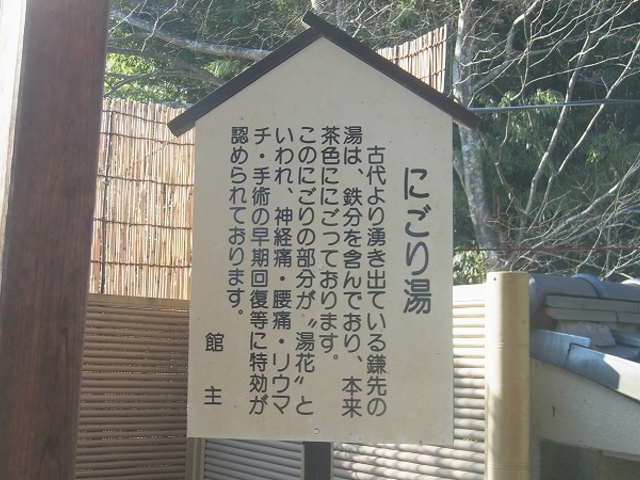 にごり湯
古代より湧き出ている鎌先の
湯は、鉄分を含んでおり、本来
茶色ににごっております。
このにごりの部分が〝湯花〟と
いわれ、神経痛・腰痛・リウマ
チ・手術の早期回復等に特効が
認められております。
館主